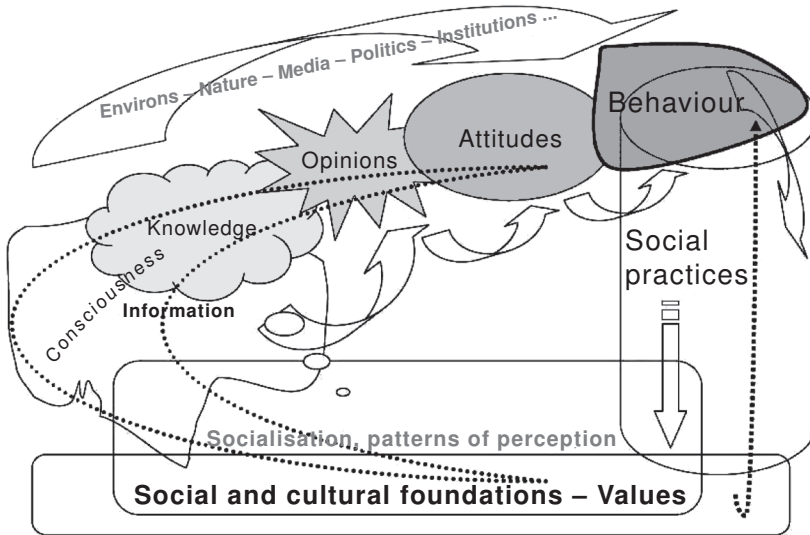 Environs – Nature – Media – Politics – Institutions ...
Behaviour
Attitudes
Opinions
Knowledge
Consciousness
Information
Social
practices
Socialisation, patterns of perception
Social and cultural foundations – Values